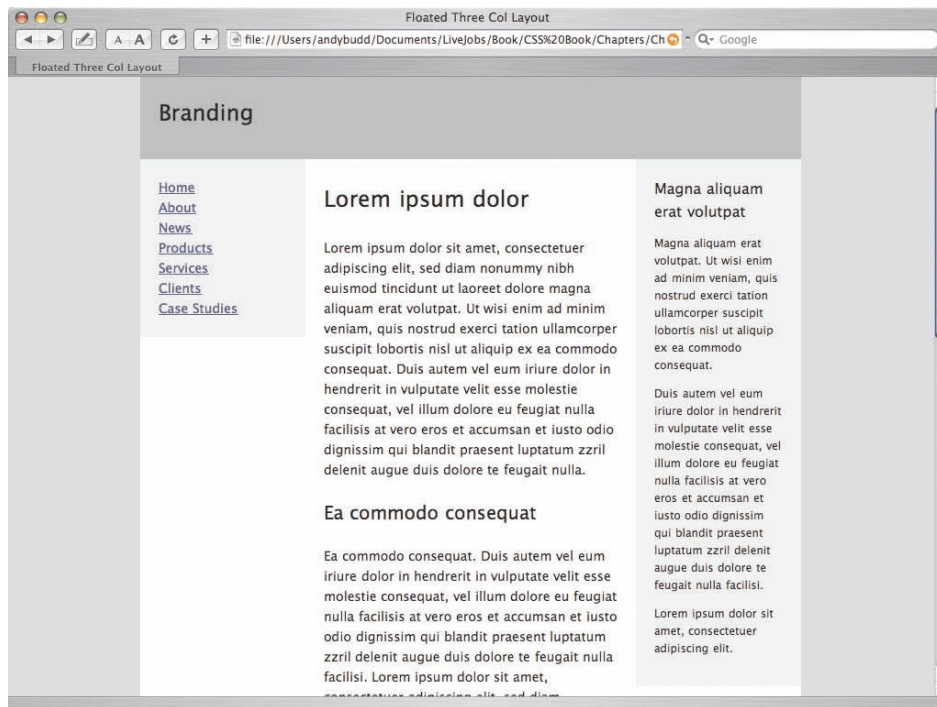 Floated Three Col Layout
A A
file:///Users/andybudd/Documents/LiveJobs/Book/CSS%20Book/Chapters/Ch
Google
Floated Three Col Layout
Branding
Home
About
News
Products
Services
Clients
Case Studies
Lorem ipsum dolor
Lorem ipsum dolor sit amet, consectetuer
adipiscing elit, sed diam nonummy nibh
euismod tincidunt ut laoreet dolore magna
aliquam erat volutpat. Ut wisi enim ad minim
veniam, quis nostrud exerci tation ullamcorper
suscipit lobortis nisl ut aliquip ex ea commodo
consequat. Duis autem vel eum iriure dolor in
hendrerit in vulputate velit esse molestie
consequat, vel illum dolore eu feugiat nulla
facilisis at vero eros et accumsan et iusto odio
dignissim qui blandit praesent luptatum zzril
delenit augue duis dolore te feugait nulla.
Ea commodo consequat
Ea commodo consequat. Duis autem vel eum
iriure dolor in hendrerit in vulputate velit esse
molestie consequat, vel illum dolore eu feugiat
nulla facilisis at vero eros et accumsan et iusto
odio dignissim qui blandit praesent luptatum
zzril delenit augue duis dolore te feugait nulla
facilisi. Lorem ipsum dolor sit amet,
consectetuer adipiscing elit, sed diam
Magna aliquam
erat volutpat
Magna aliquam erat
volutpat. Ut wisi enim
ad minim veniam, quis
nostrud exerci tation
ullamcorper suscipit
lobortis nisl ut aliquip
ex ea commodo
consequat.
Duis autem vel eum
iriure dolor in hendrerit
in vulputate velit esse
molestie consequat, vel
illum dolore eu feugiat
nulla facilisis at vero
eros et accumsan et
iusto odio dignissim
qui blandit praesent
luptatum zzril delenit
augue duis dolore te
feugait nulla facilisi.
Lorem ipsum dolor sit
amet, consectetuer
adipiscing elit.